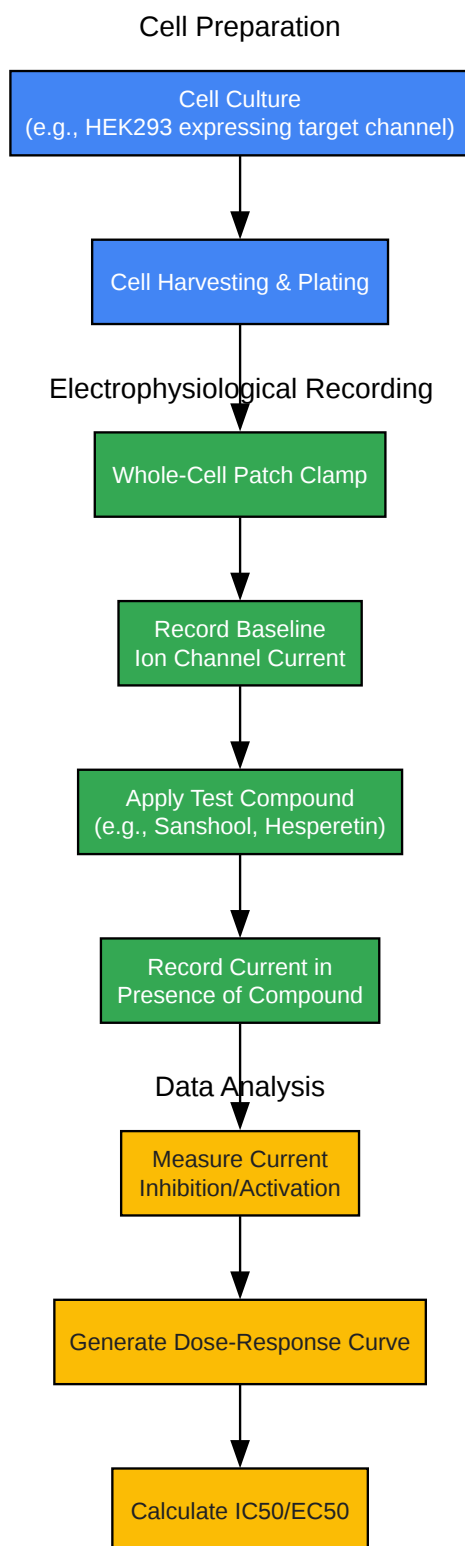 Cell Preparation
Cell Culture
(e.g., HEK293 expressing target channel)
Cell Harvesting & Plating
Electrophysiological Recording
Whole-Cell Patch Clamp
Record Baseline
Ion Channel Current
Apply Test Compound
(e.g., Sanshool, Hesperetin)
Record Current in
Presence of Compound
Data Analysis
Measure Current
Inhibition/Activation
Generate Dose-Response Curve
Calculate IC50/EC50